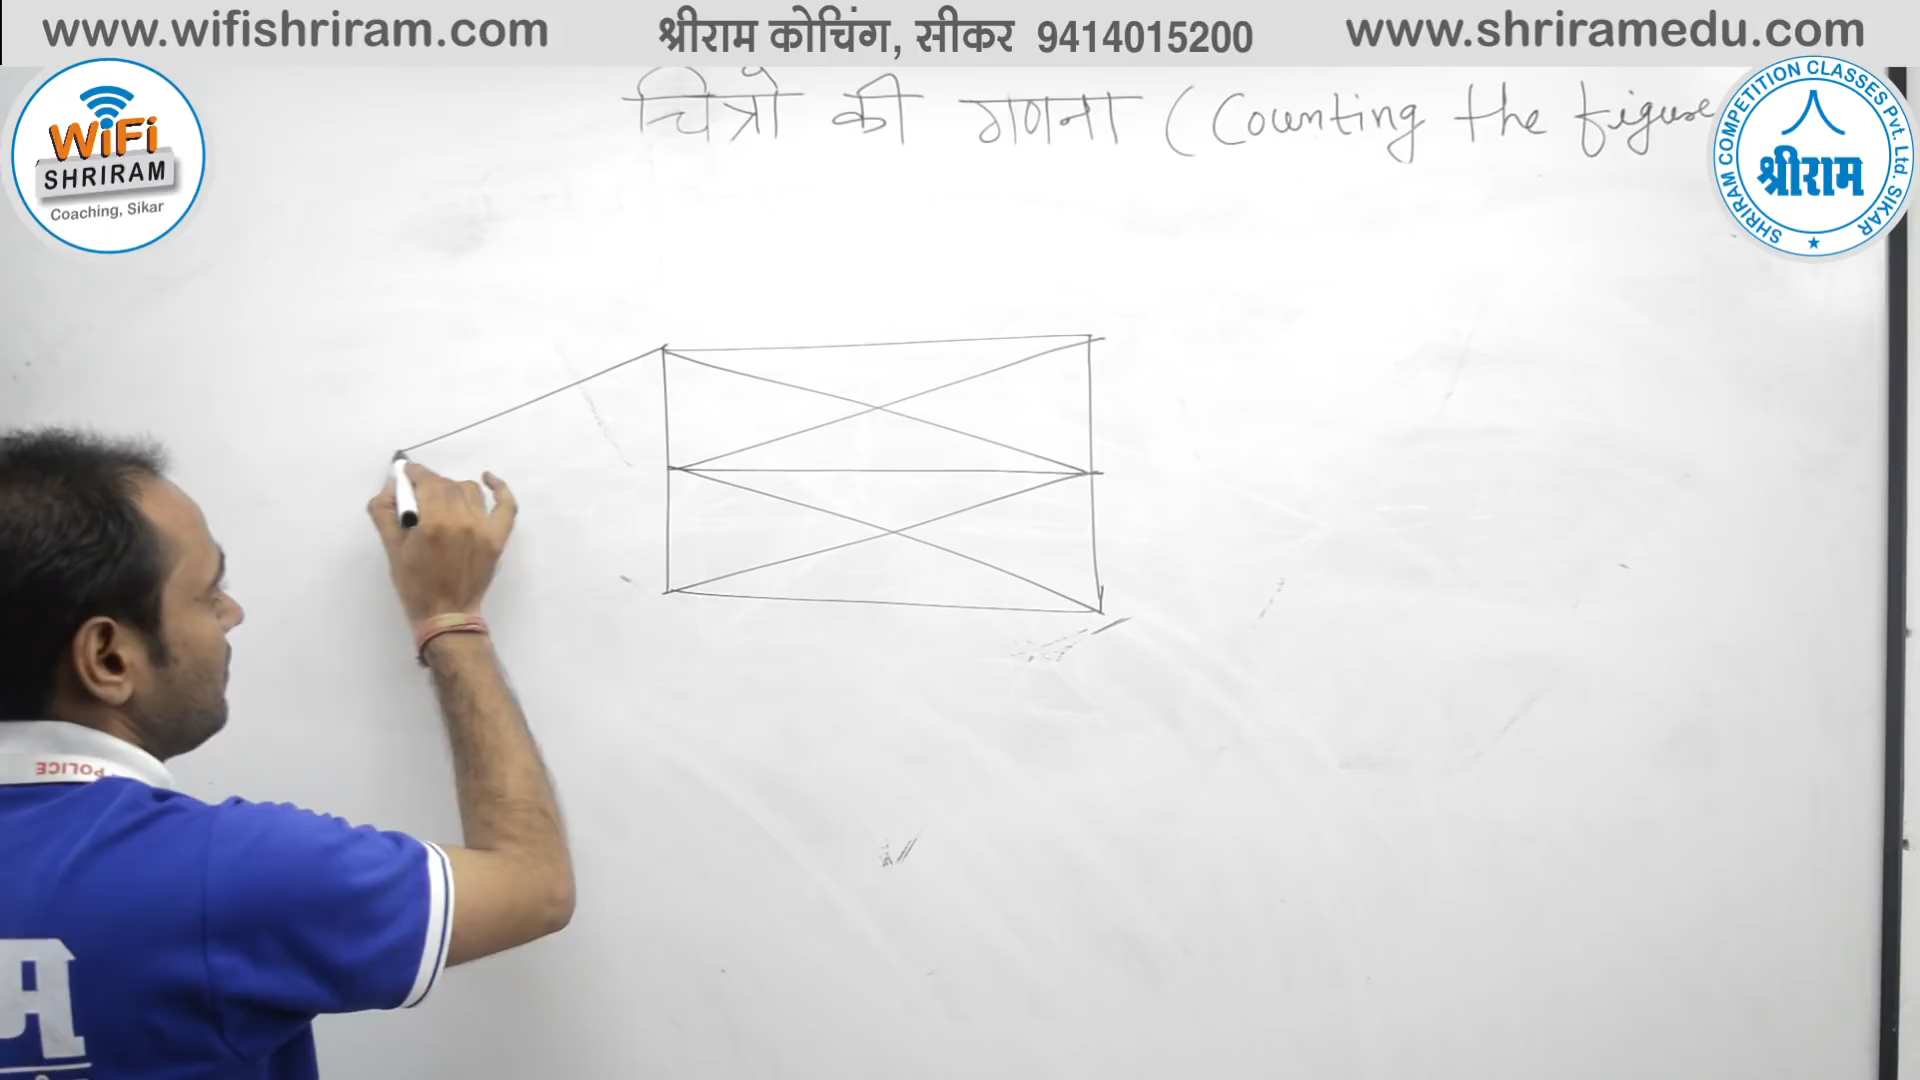 www.wifishriram.com
श्रीराम कोचिंग, सीकर 9414015200
www.shriramedu.com
WiFi
SHRIRAM
Coaching, Sikar
चित्रों की गणना (Counting the figure
SHRIRAM COMPETITION CLASSES Pvt. Ltd. SIKAR
श्रीराम
POLICE